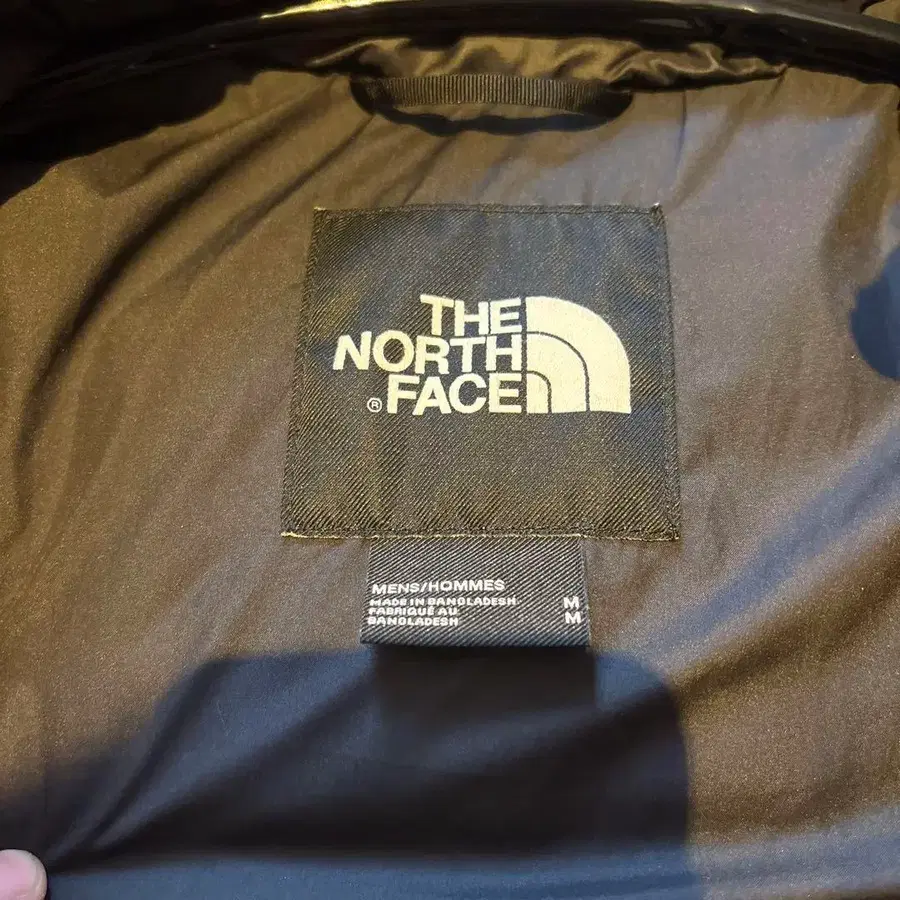 THE
NORTH
® FACE
MENS/HOMMES
MADE IN BANGLADESH M
FABRIQUÉ AU M
BANGLADESH